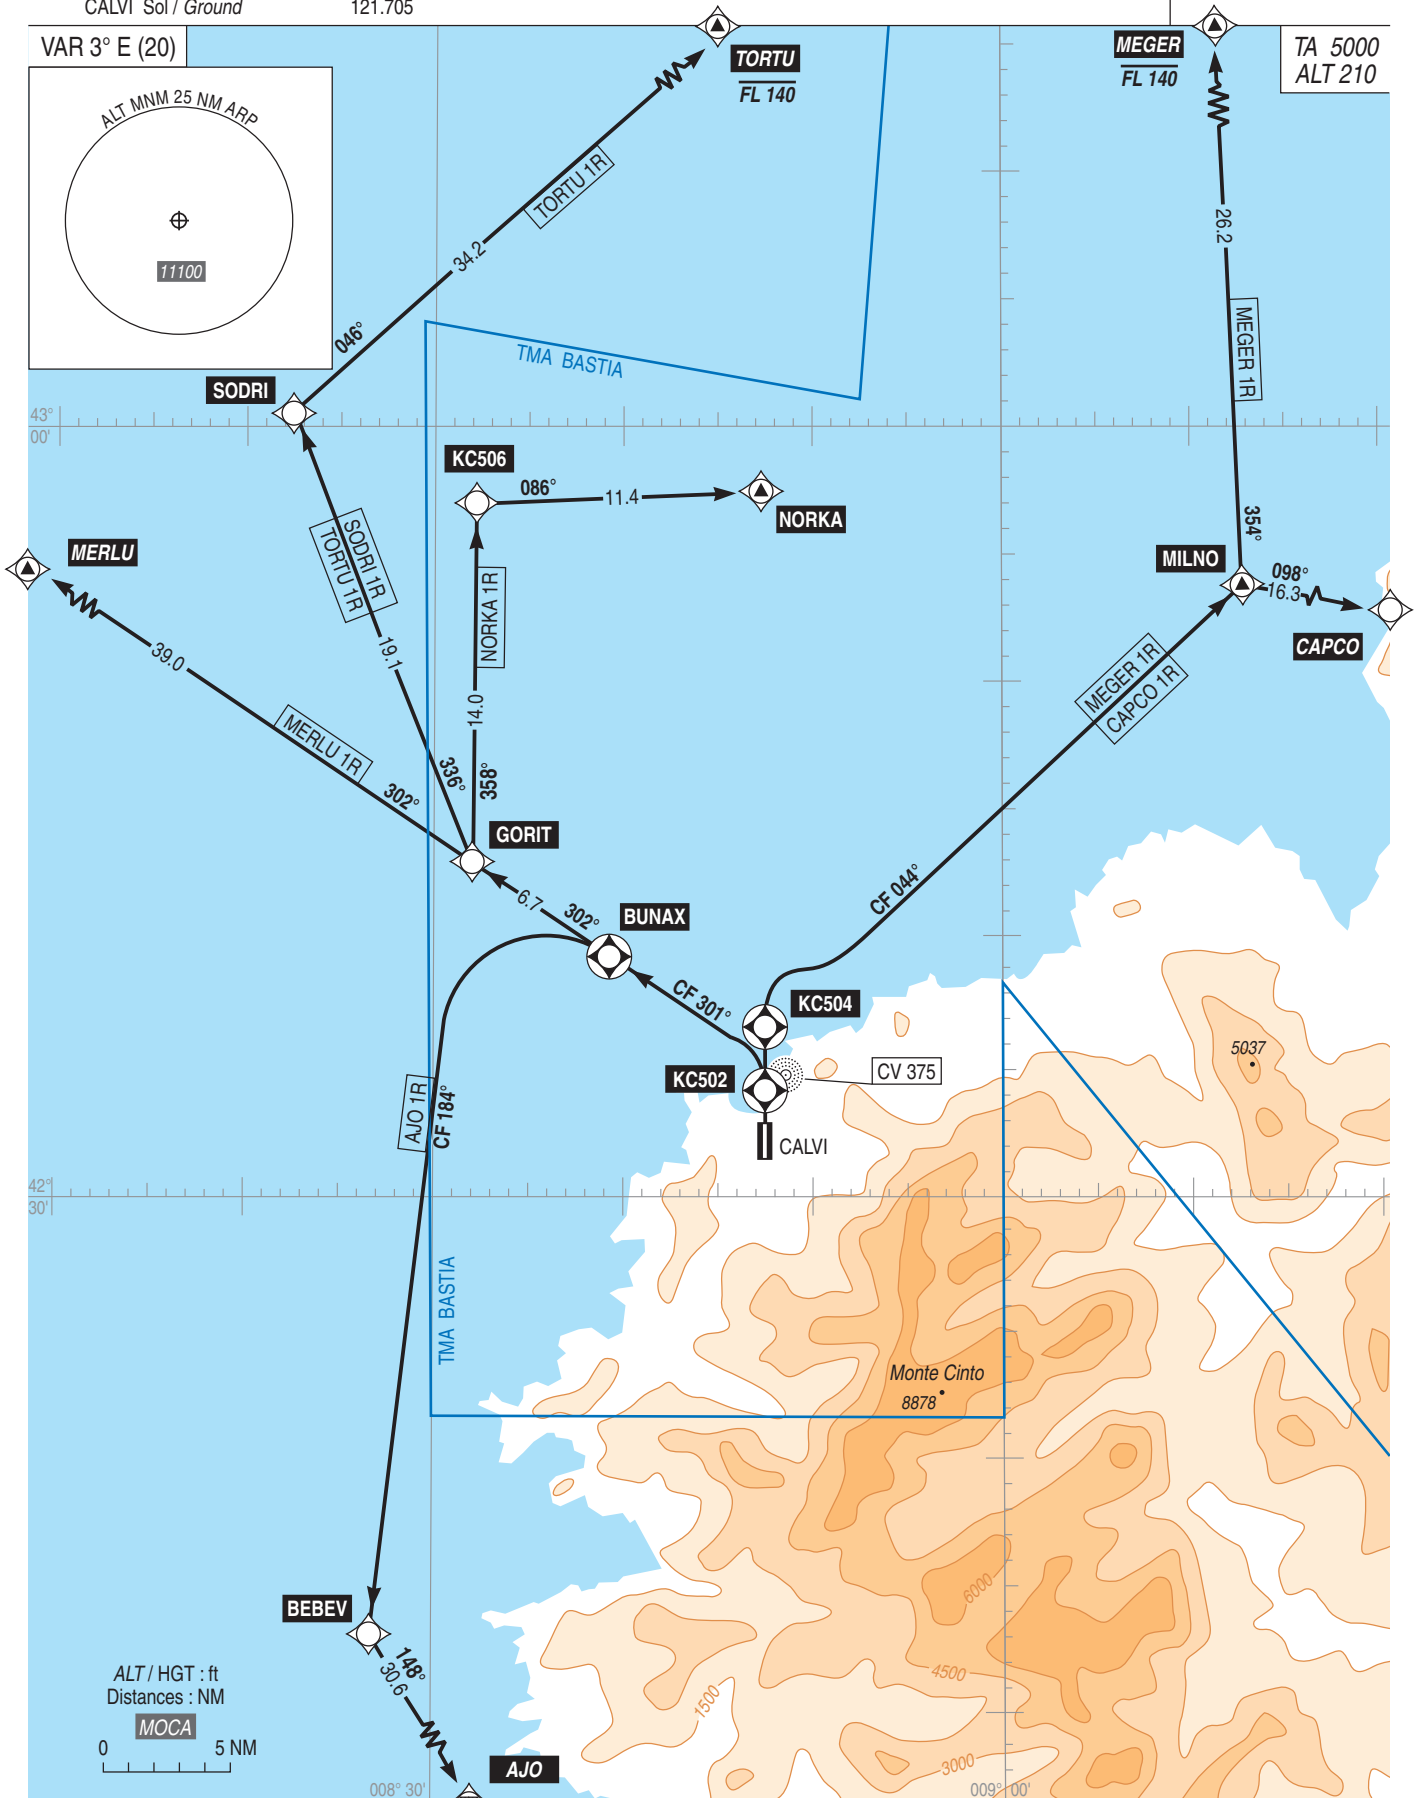 CALVI Sol / Ground 121.705
VAR 3° E (20)
ALT MNM 25 NM ARP
11100
TORTU
FL 140
MEGER
FL 140
TA 5000
ALT 210
TORTU 1R
34.2
046°
26.2
MEGER 1R
TMA BASTIA
SODRI
43°
00'
KC506
086°
11.4
NORKA
354°
MERLU
SODRI 1R
TORTU 1R
NORKA 1R
MILNO
098°
16.3
CAPCO
39.0
19.1
14.0
MEGER 1R
CAPCO 1R
MERLU 1R
302°
336°
358°
GORIT
6.7
302°
BUNAX
CF 044°
CF 301°
KC504
KC502
CV 375
5037
AJO 1R
CF 184°
CALVI
42°
30'
TMA BASTIA
Monte Cinto
8878
6000
BEBEV
148°
30.6
4500
1500
3000
ALT / HGT : ft
Distances : NM
MOCA
0 5 NM
AJO
008° 30'
009° 00'